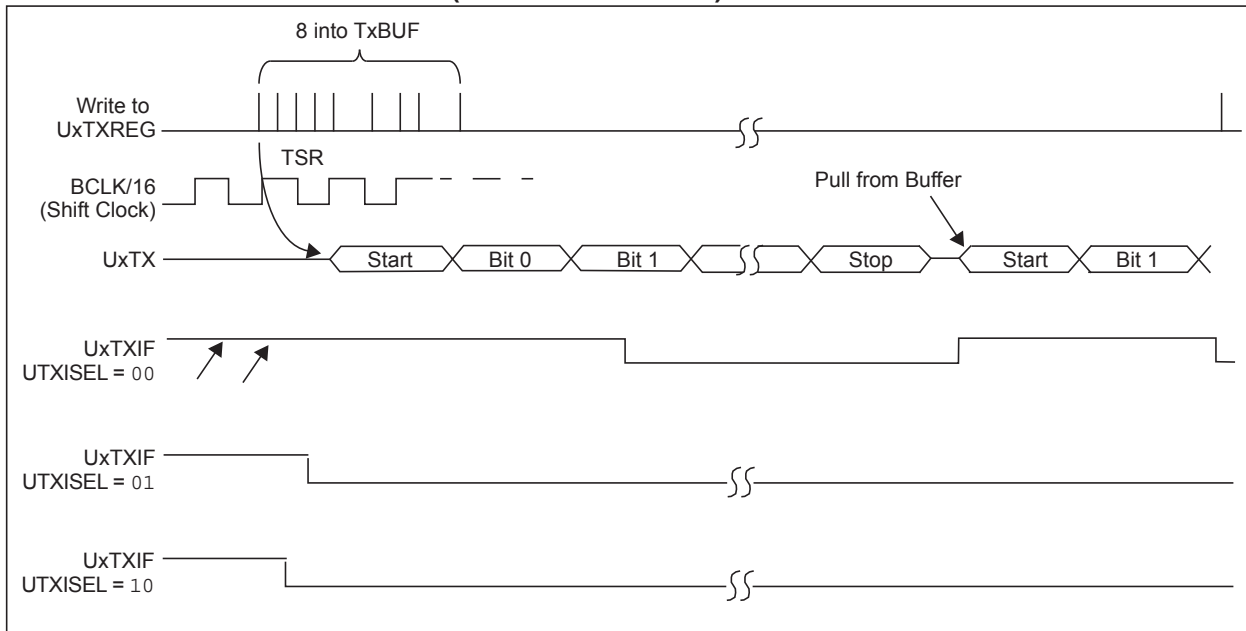 8 into TxBUF
Write to
UxTXREG
TSR
BCLK/16
(Shift Clock)
Pull from Buffer
UxTX
Start
Bit 0
Bit 1
Stop
Start
Bit 1
UxTXIF
UTXISEL = 00
UxTXIF
UTXISEL = 01
UxTXIF
UTXISEL = 10